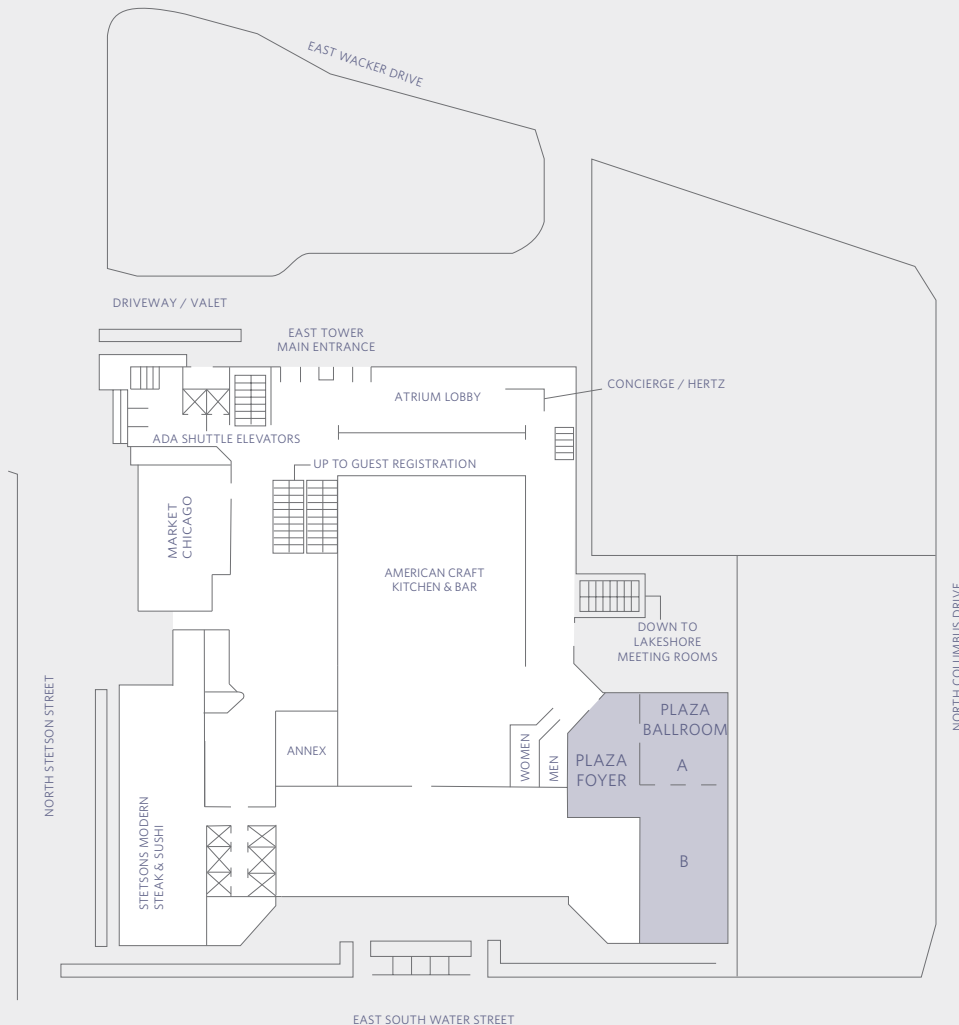 EAST WACKER DRIVE
DRIVEWAY / VALET
EAST TOWER
MAIN ENTRANCE
CONCIERGE / HERTZ
ATRIUM LOBBY
ADA SHUTTLE ELEVATORS
UP TO GUEST REGISTRATION
MARKET
CHICAGO
AMERICAN CRAFT
KITCHEN & BAR
DOWN TO
LAKESHORE
MEETING ROOMS
NORTH COLUMBUS DRIVE
NORTH STETSON STREET
PLAZA
BALLROOM
A
PLAZA
FOYER
WOMEN
MEN
ANNEX
STETSONS MODERN
STEAK & SUSHI
B
EAST SOUTH WATER STREET